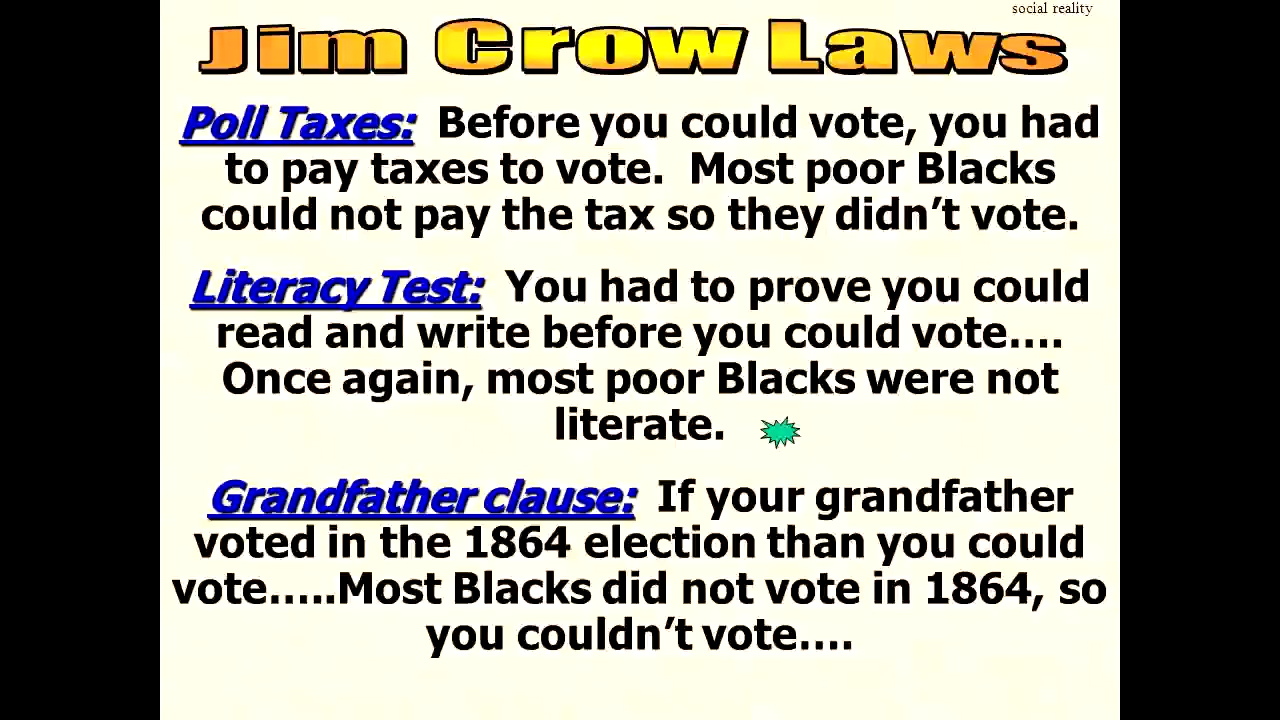 social reality
Jim Crow Laws
Poll Taxes: Before you could vote, you had
to pay taxes to vote. Most poor Blacks
could not pay the tax so they didn’t vote.
Literacy Test: You had to prove you could
read and write before you could vote….
Once again, most poor Blacks were not
literate.
Grandfather clause: If your grandfather
voted in the 1864 election than you could
vote…..Most Blacks did not vote in 1864, so
you couldn’t vote….